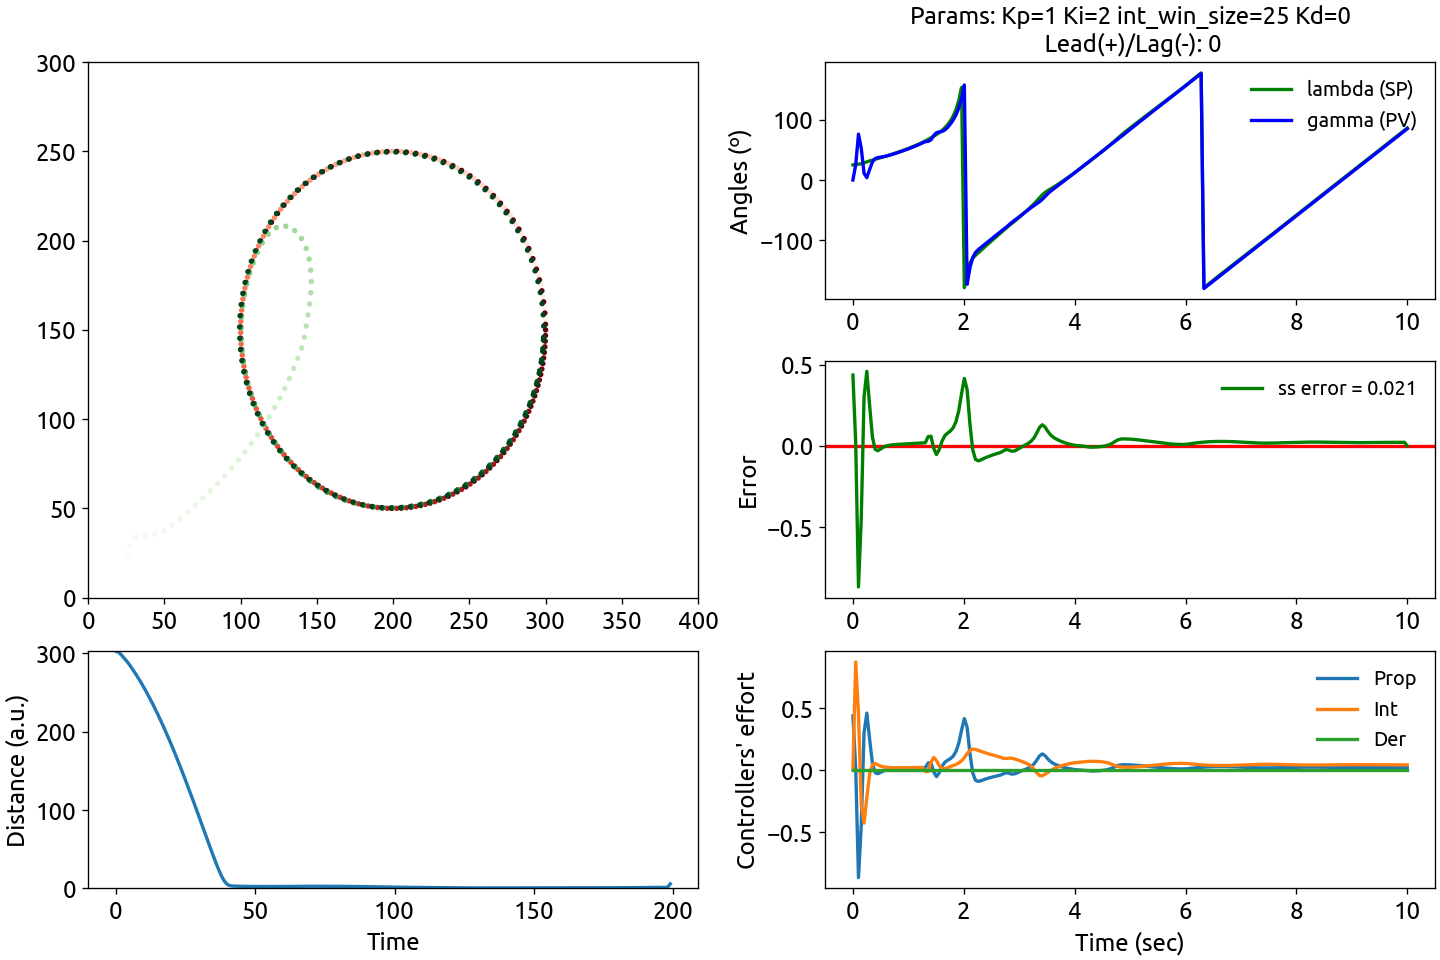 Params: Kp=1 Ki=2 int_win_size=25 Kd=0
Lead(+)/Lag(-): 0
300
250
200
150
100
50
0
0 50 100 150 200 250 300 350 400
Angles (º)
100
0
−100
lambda (SP)
gamma (PV)
0 2 4 6 8 10
Error
0.5
0.0
−0.5
ss error = 0.021
0 2 4 6 8 10
Distance (a.u.)
300
200
100
0
0 50 100 150 200
Time
Controllers' effort
0.5
0.0
−0.5
Prop
Int
Der
0 2 4 6 8 10
Time (sec)